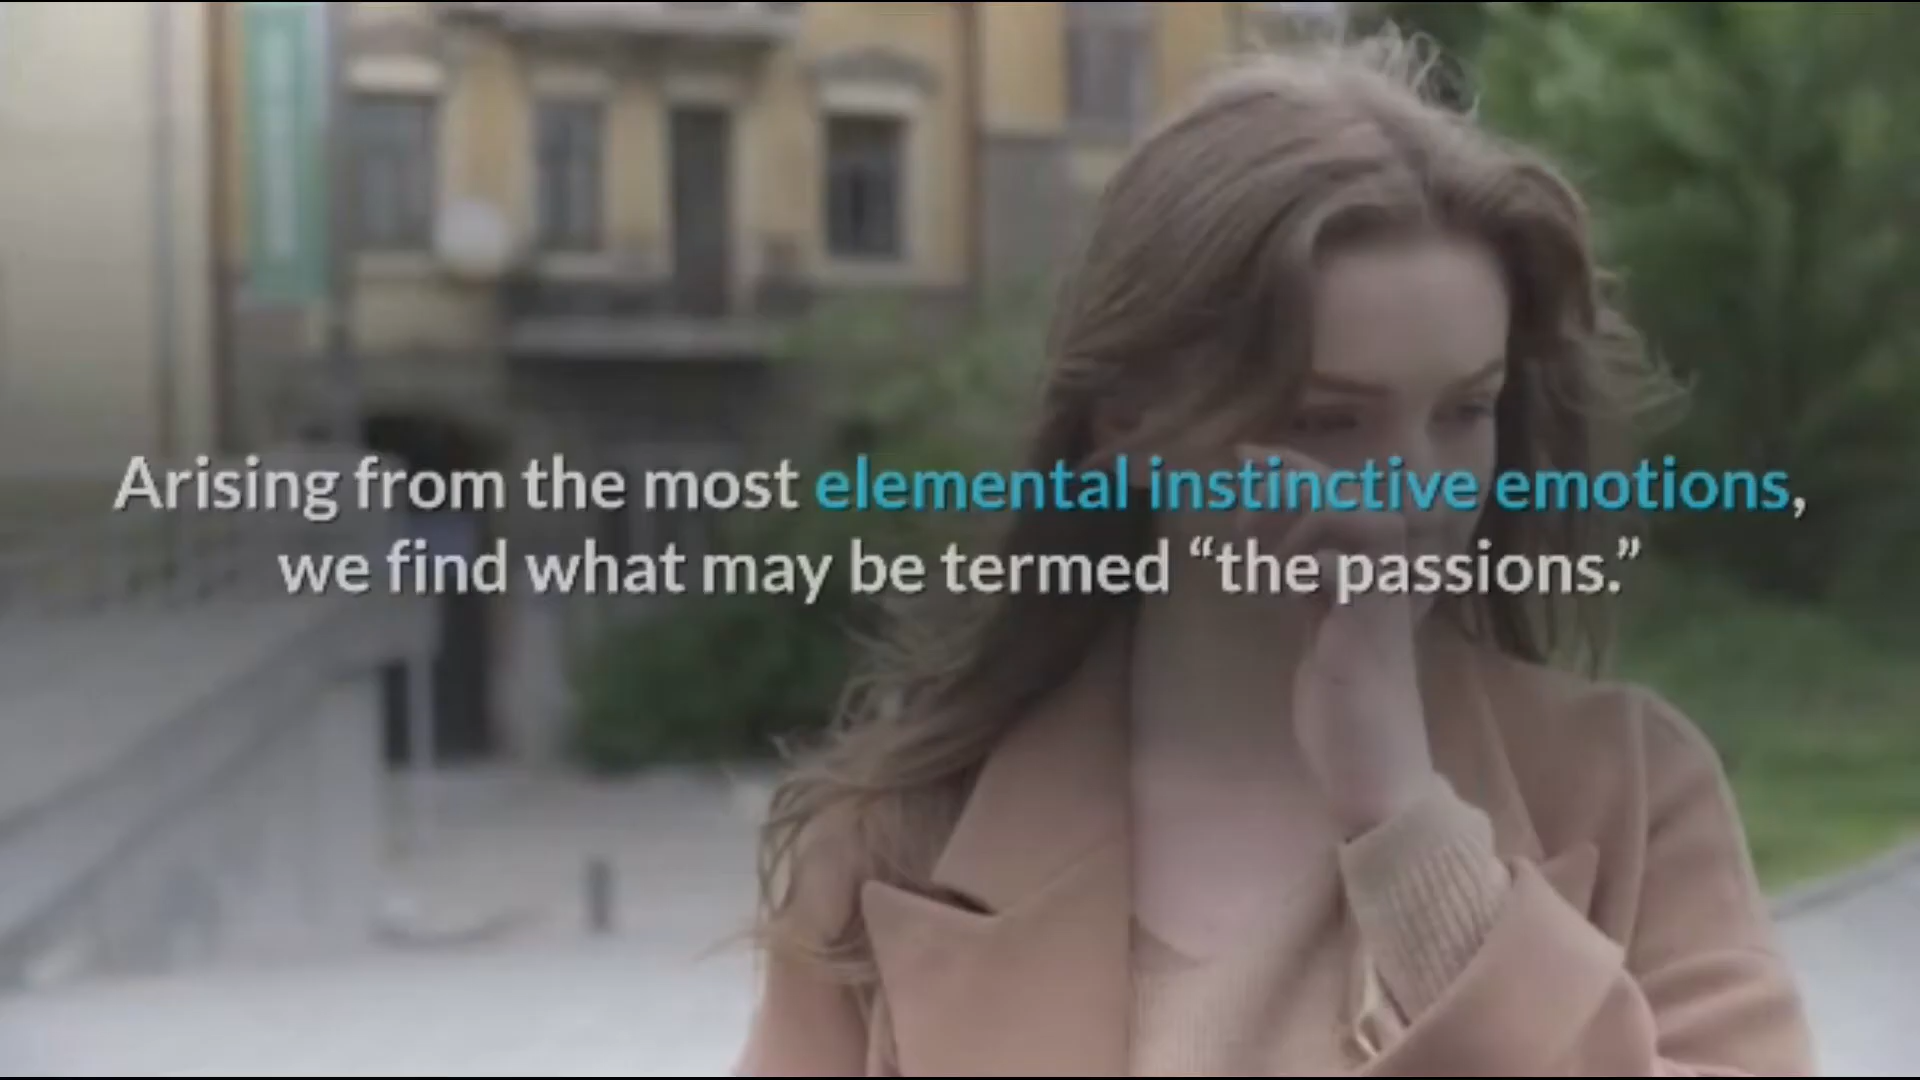 Arising from the most elemental instinctive emotions,
we find what may be termed “the passions.”